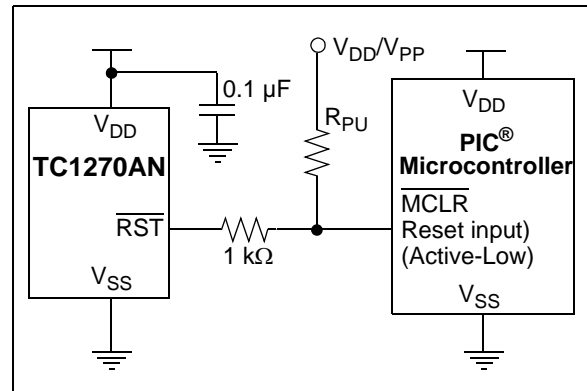 VDD/VPP
0.1 µF
VDD
TC1270AN
RST
VSS
1 kΩ
RPU
VDD
PIC®
Microcontroller
MCLR
Reset input)
(Active-Low)
VSS